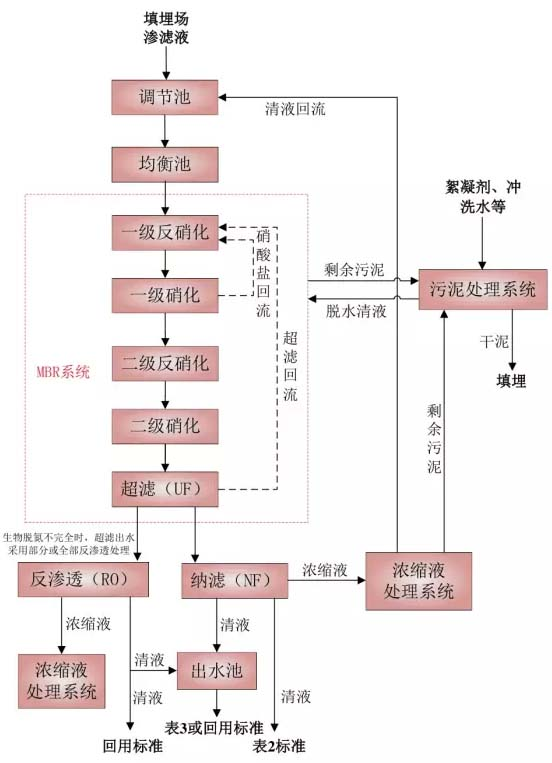 填埋场
渗滤液
调节池
清液回流
均衡池
絮凝剂、冲
洗水等
一级反硝化
硝酸盐回流
剩余污泥
污泥处理系统
脱水清液
一级硝化
超滤回流
干泥
填埋
二级反硝化
MBR系统
二级硝化
剩余污泥
超滤（UF）
生物脱氮不完全时，超滤出水
采用部分或全部反渗透处理
反渗透（RO）
纳滤（NF）
浓缩液
浓缩液
处理系统
浓缩液
清液
浓缩液
处理系统
清液
出水池
清液
清液
回用标准
表3或回用标准
表2标准